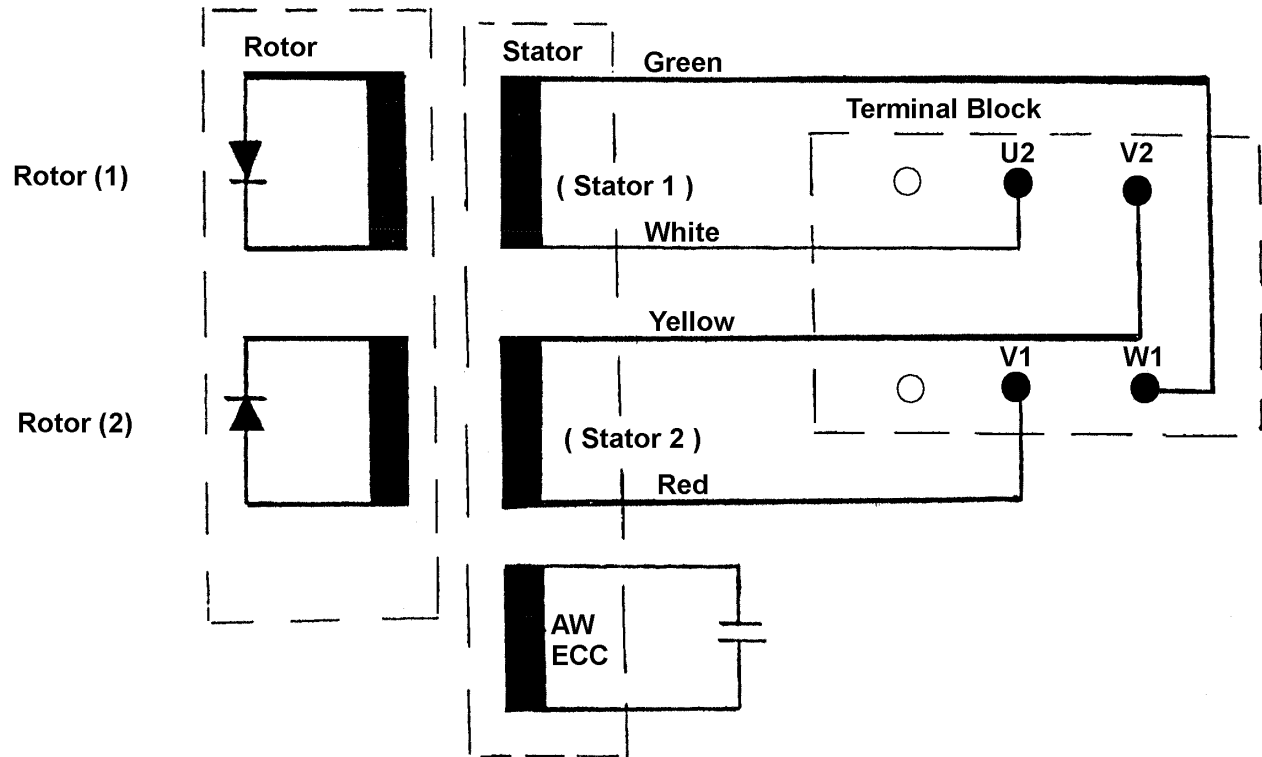 Rotor
Stator
Green
Terminal Block
U2
V2
Rotor (1)
( Stator 1 )
White
Yellow
V1
W1
Rotor (2)
( Stator 2 )
Red
AW
ECC